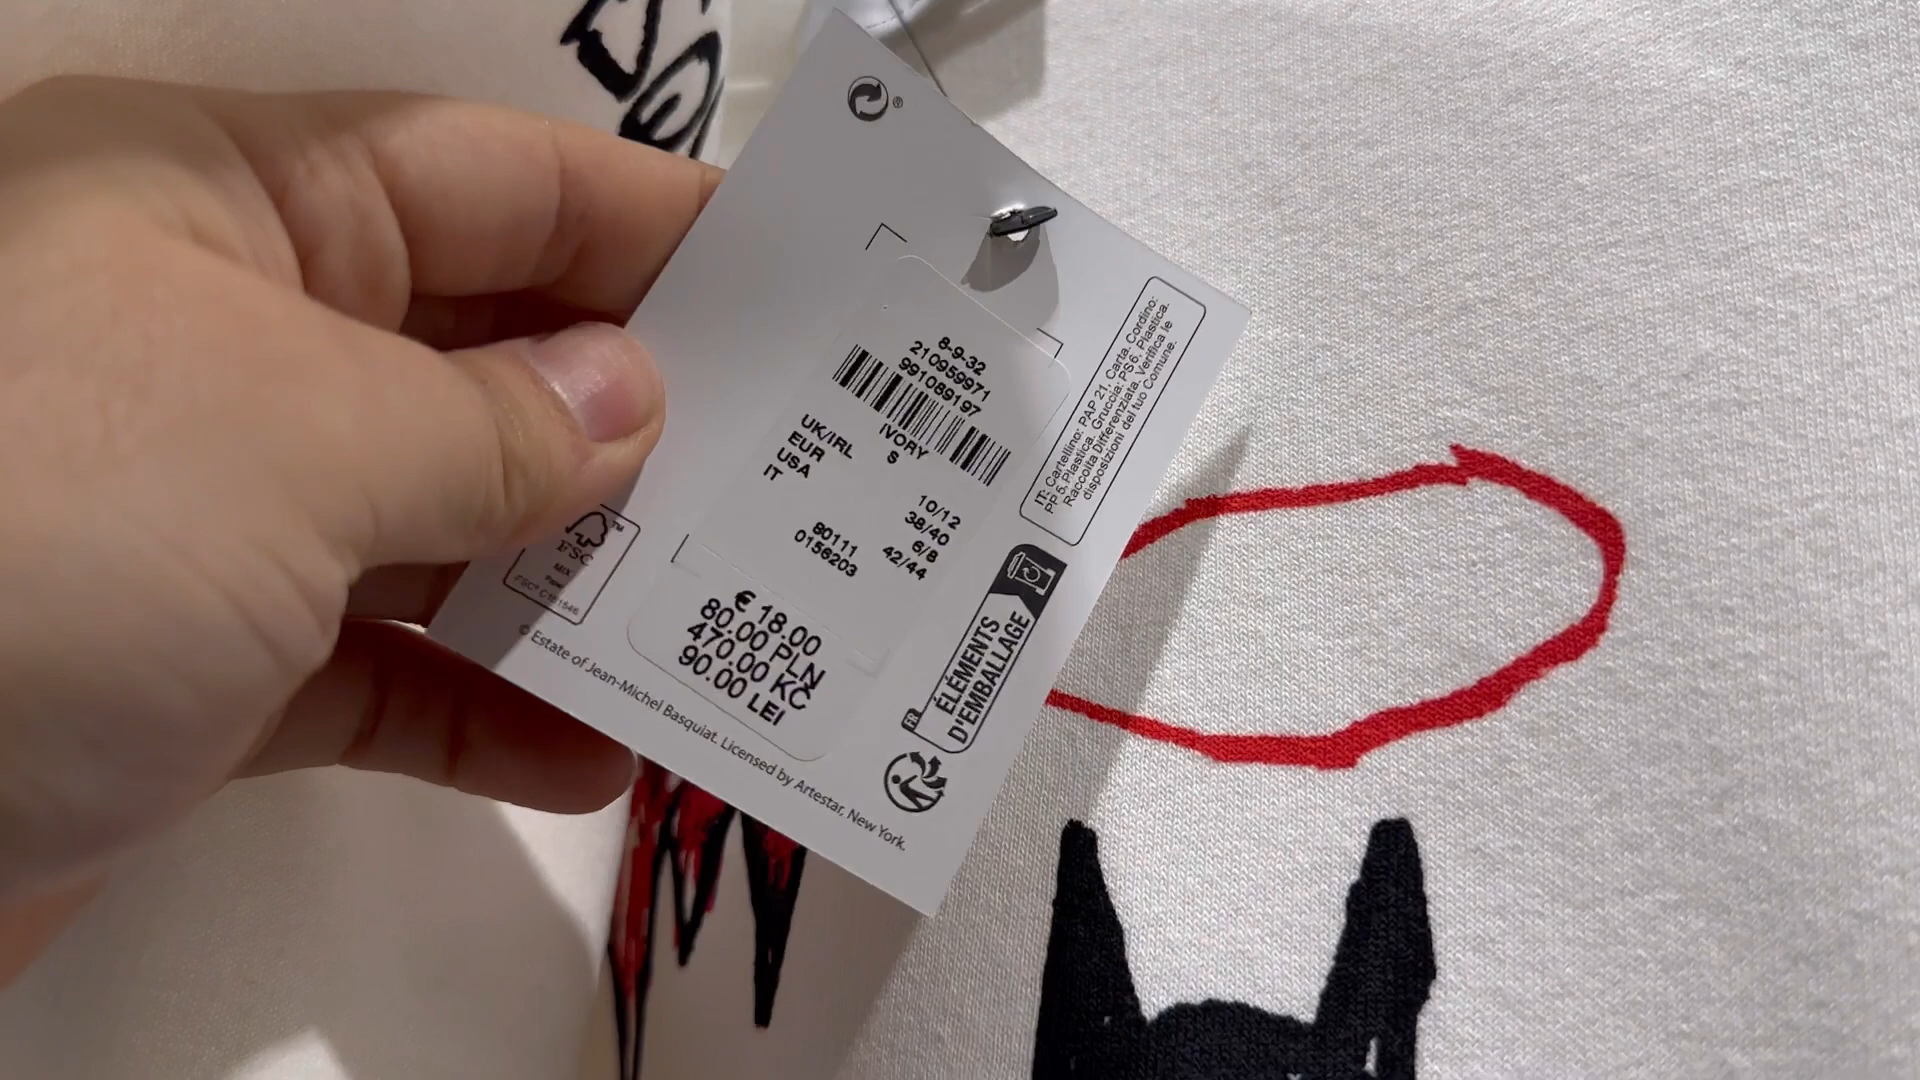 8-9-32
210959971
991089197
IVORY
S
UK/IRL 10/12
EUR 38/40
USA 6/8
IT 42/44
80111
0156203
€ 18.00
80.00 PLN
470.00 KČ
90.00 LEI
IT: Cartellino: PAP 21, Carta. Cordino:
PP 5, Plastica. Gruccia: PS6, Plastica.
Raccolta Differenziata. Verifica le
disposizioni del tuo Comune.
FR
ÉLÉMENTS
D'EMBALLAGE
FSC
TM
MIX
© Estate of Jean-Michel Basquiat. Licensed by Artestar, New York.